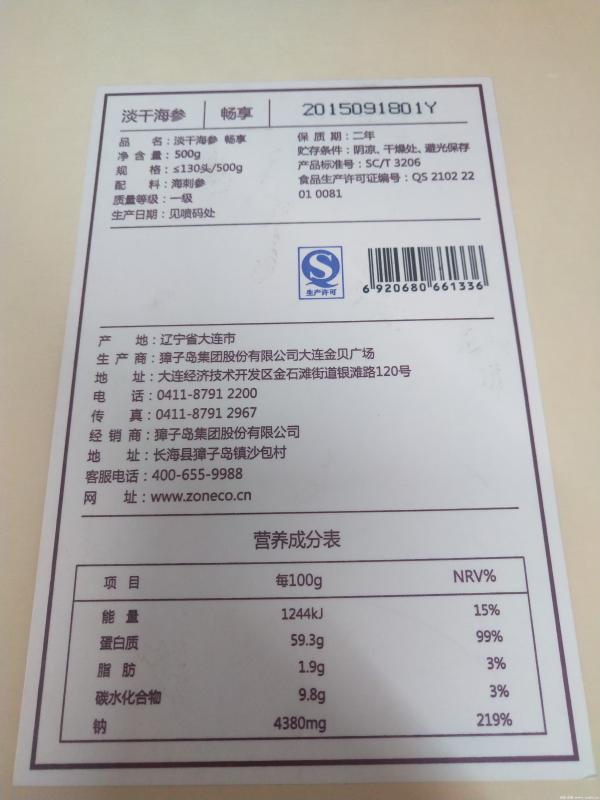 淡干海参 畅享 2015091801Y
品 名：淡干海参 畅享
净 含 量：500g
规 格：≤130头/500g
配 料：海刺参
质量等级：一级
生产日期：见喷码处
保 质 期：二年
贮存条件：阴凉、干燥处、避光保存
产品标准号：SC/T 3206
食品生产许可证编号：QS 2102 22
01 0081
生产许可
6 920680 661336
产 地：辽宁省大连市
生 产 商：獐子岛集团股份有限公司大连金贝广场
地 址：大连经济技术开发区金石滩街道银滩路120号
电 话：0411-8791 2200
传 真：0411-8791 2967
经 销 商：獐子岛集团股份有限公司
地 址：长海县獐子岛镇沙包村
客服电话：400-655-9988
网 址：www.zoneco.cn
营养成分表
项 目 每100g NRV%
能 量 1244kJ 15%
蛋白质 59.3g 99%
脂 肪 1.9g 3%
碳水化合物 9.8g 3%
钠 4380mg 219%